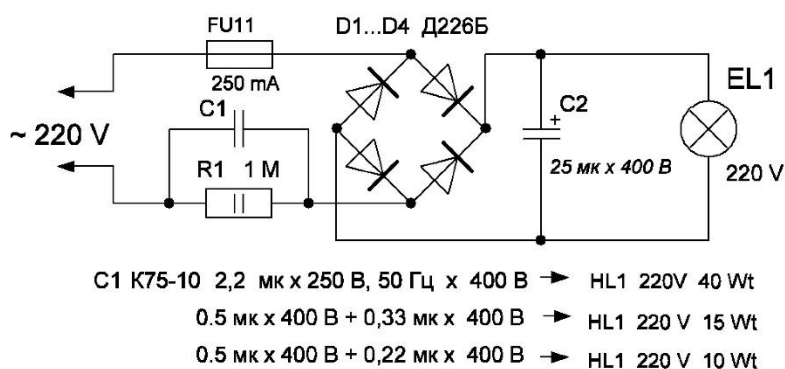 FU11
D1...D4 Д226Б
250 mA
C1
~ 220 V
R1 1 M
C2
+
25 мк х 400 В
EL1
220 V
C1 К75-10 2,2 мк х 250 В, 50 Гц х 400 В → HL1 220V 40 Wt
0.5 мк х 400 В + 0,33 мк х 400 В → HL1 220 V 15 Wt
0.5 мк х 400 В + 0,22 мк х 400 В → HL1 220 V 10 Wt